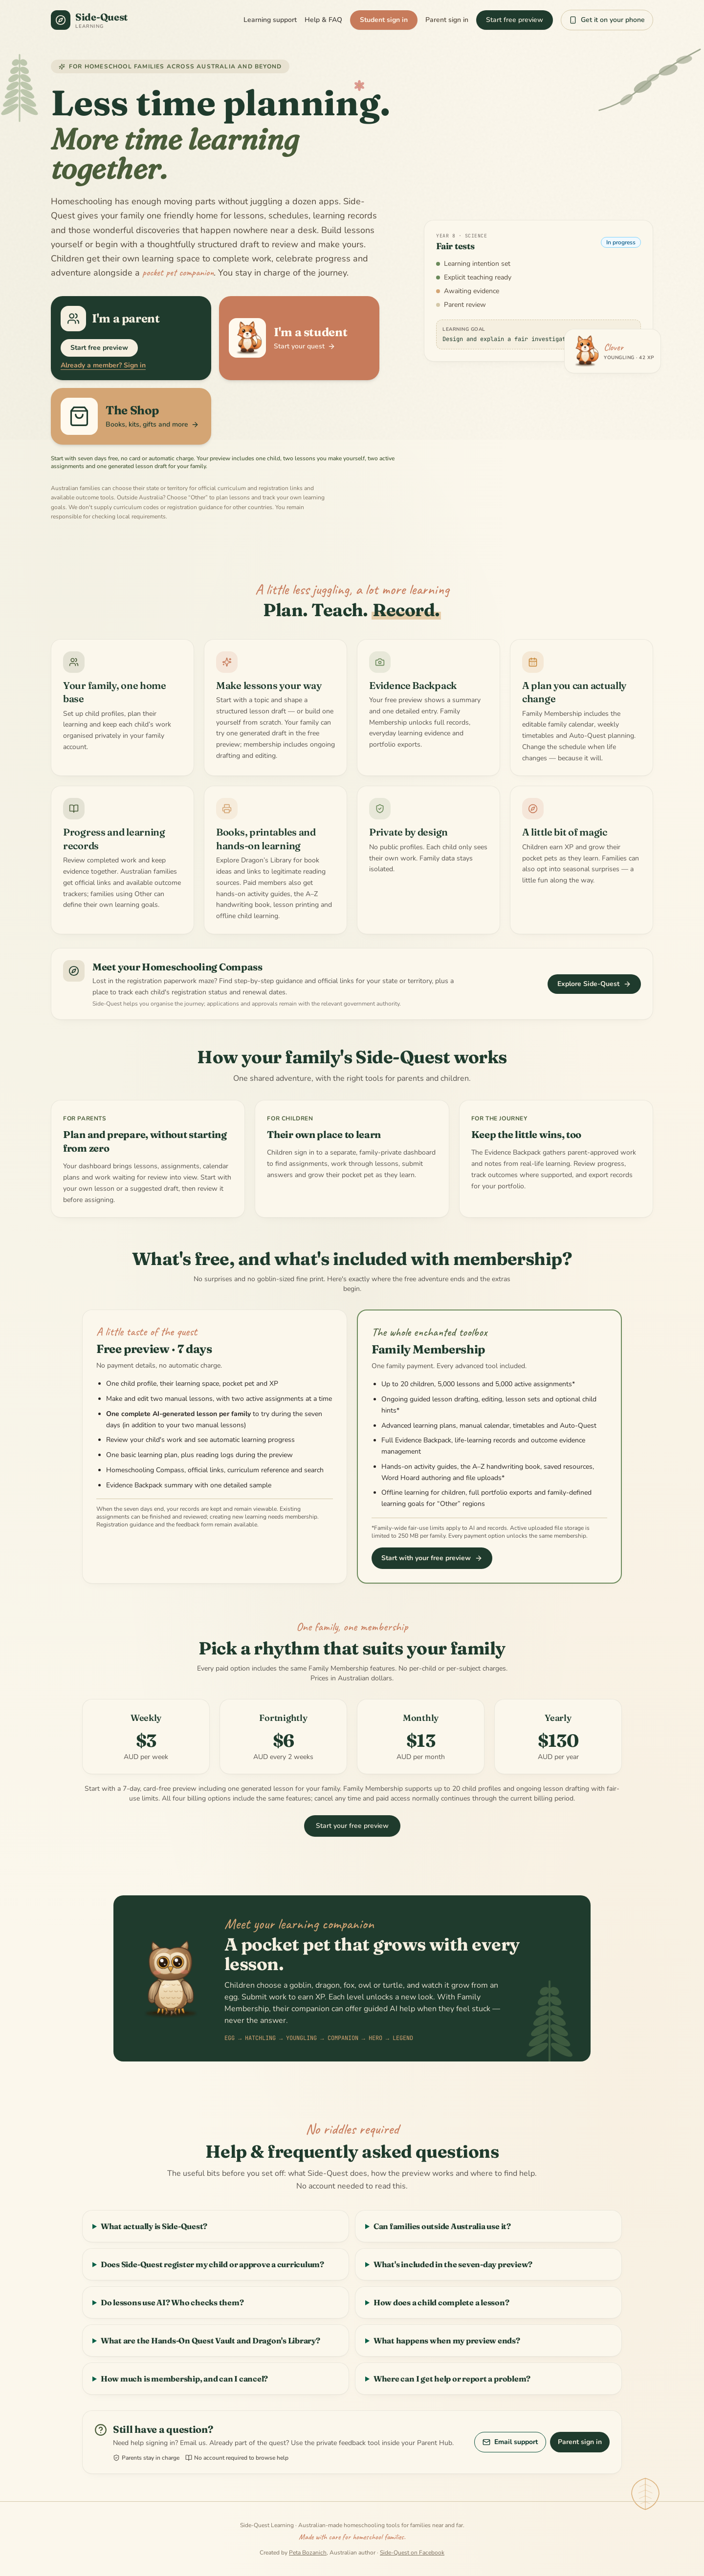 Side-Quest
LEARNING
Learning support
Help & FAQ
Student sign in
Parent sign in
Start free preview
Get it on your phone
FOR HOMESCHOOL FAMILIES ACROSS AUSTRALIA AND BEYOND
Less time planning.
More time learning
together.
Homeschooling has enough moving parts without juggling a dozen apps. Side-
Quest gives your family one friendly home for lessons, schedules, learning records
and those wonderful discoveries that happen nowhere near a desk. Build lessons
yourself or begin with a thoughtfully structured draft to review and make yours.
Children get their own learning space to complete work, celebrate progress and
adventure alongside a pocket pet companion. You stay in charge of the journey.
I'm a parent
Start free preview
Already a member? Sign in
I'm a student
Start your quest →
The Shop
Books, kits, gifts and more →
Start with seven days free, no card or automatic charge. Your preview includes one child, two lessons you make yourself, two active
assignments and one generated lesson draft for your family.
Australian families can choose their state or territory for official curriculum and registration links and
available outcome tools. Outside Australia? Choose “Other” to plan lessons and track your own learning
goals. We don't supply curriculum codes or registration guidance for other countries. You remain
responsible for checking local requirements.
YEAR 8 · SCIENCE
Fair tests
In progress
Learning intention set
Explicit teaching ready
Awaiting evidence
Parent review
LEARNING GOAL
Design and explain a fair investigat
Clover
YOUNGLING · 42 XP
A little less juggling, a lot more learning
Plan. Teach. Record.
Your family, one home
base
Set up child profiles, plan their
learning and keep each child's work
organised privately in your family
account.
Make lessons your way
Start with a topic and shape a
structured lesson draft — or build one
yourself from scratch. Your family can
try one generated draft in the free
preview; membership includes ongoing
drafting and editing.
Evidence Backpack
Your free preview shows a summary
and one detailed entry. Family
Membership unlocks full records,
everyday learning evidence and
portfolio exports.
A plan you can actually
change
Family Membership includes the
editable family calendar, weekly
timetables and Auto-Quest planning.
Change the schedule when life
changes — because it will.
Progress and learning
records
Review completed work and keep
evidence together. Australian families
get official links and available outcome
trackers; families using Other can
define their own learning goals.
Books, printables and
hands-on learning
Explore Dragon's Library for book
ideas and links to legitimate reading
sources. Paid members also get
hands-on activity guides, the A–Z
handwriting book, lesson printing and
offline child learning.
Private by design
No public profiles. Each child only sees
their own work. Family data stays
isolated.
A little bit of magic
Children earn XP and grow their
pocket pets as they learn. Families can
also opt into seasonal surprises — a
little fun along the way.
Meet your Homeschooling Compass
Lost in the registration paperwork maze? Find step-by-step guidance and official links for your state or territory, plus a
place to track each child's registration status and renewal dates.
Side-Quest helps you organise the journey; applications and approvals remain with the relevant government authority.
Explore Side-Quest →
How your family's Side-Quest works
One shared adventure, with the right tools for parents and children.
FOR PARENTS
Plan and prepare, without starting
from zero
Your dashboard brings lessons, assignments, calendar
plans and work waiting for review into view. Start with
your own lesson or a suggested draft, then review it
before assigning.
FOR CHILDREN
Their own place to learn
Children sign in to a separate, family-private dashboard
to find assignments, work through lessons, submit
answers and grow their pocket pet as they learn.
FOR THE JOURNEY
Keep the little wins, too
The Evidence Backpack gathers parent-approved work
and notes from real-life learning. Review progress,
track outcomes where supported, and export records
for your portfolio.
What's free, and what's included with membership?
No surprises and no goblin-sized fine print. Here's exactly where the free adventure ends and the extras
begin.
A little taste of the quest
Free preview · 7 days
No payment details, no automatic charge.
One child profile, their learning space, pocket pet and XP
Make and edit two manual lessons, with two active assignments at a time
One complete AI-generated lesson per family to try during the seven
days (in addition to your two manual lessons)
Review your child's work and see automatic learning progress
One basic learning plan, plus reading logs during the preview
Homeschooling Compass, official links, curriculum reference and search
Evidence Backpack summary with one detailed sample
When the seven days end, your records are kept and remain viewable. Existing
assignments can be finished and reviewed; creating new learning needs membership.
Registration guidance and the feedback form remain available.
The whole enchanted toolbox
Family Membership
One family payment. Every advanced tool included.
Up to 20 children, 5,000 lessons and 5,000 active assignments*
Ongoing guided lesson drafting, editing, lesson sets and optional child
hints*
Advanced learning plans, manual calendar, timetables and Auto-Quest
Full Evidence Backpack, life-learning records and outcome evidence
management
Hands-on activity guides, the A–Z handwriting book, saved resources,
Word Hoard authoring and file uploads*
Offline learning for children, full portfolio exports and family-defined
learning goals for “Other” regions
*Family-wide fair-use limits apply to AI and records. Active uploaded file storage is
limited to 250 MB per family. Every payment option unlocks the same membership.
Start with your free preview →
One family, one membership
Pick a rhythm that suits your family
Every paid option includes the same Family Membership features. No per-child or per-subject charges.
Prices in Australian dollars.
Weekly
$3
AUD per week
Fortnightly
$6
AUD every 2 weeks
Monthly
$13
AUD per month
Yearly
$130
AUD per year
Start with a 7-day, card-free preview including one generated lesson for your family. Family Membership supports up to 20 child profiles and ongoing lesson drafting with fair-
use limits. All four billing options include the same features; cancel any time and paid access normally continues through the current billing period.
Start your free preview
Meet your learning companion
A pocket pet that grows with every
lesson.
Children choose a goblin, dragon, fox, owl or turtle, and watch it grow from an
egg. Submit work to earn XP. Each level unlocks a new look. With Family
Membership, their companion can offer guided AI help when they feel stuck —
never the answer.
EGG → HATCHLING → YOUNGLING → COMPANION → HERO → LEGEND
No riddles required
Help & frequently asked questions
The useful bits before you set off: what Side-Quest does, how the preview works and where to find help.
No account needed to read this.
What actually is Side-Quest?
Can families outside Australia use it?
Does Side-Quest register my child or approve a curriculum?
What's included in the seven-day preview?
Do lessons use AI? Who checks them?
How does a child complete a lesson?
What are the Hands-On Quest Vault and Dragon's Library?
What happens when my preview ends?
How much is membership, and can I cancel?
Where can I get help or report a problem?
Still have a question?
Need help signing in? Email us. Already part of the quest? Use the private feedback tool inside your Parent Hub.
Parents stay in charge
No account required to browse help
Email support
Parent sign in
Side-Quest Learning · Australian-made homeschooling tools for families near and far.
Made with care for homeschool families.
Created by Peta Bozanich, Australian author · Side-Quest on Facebook